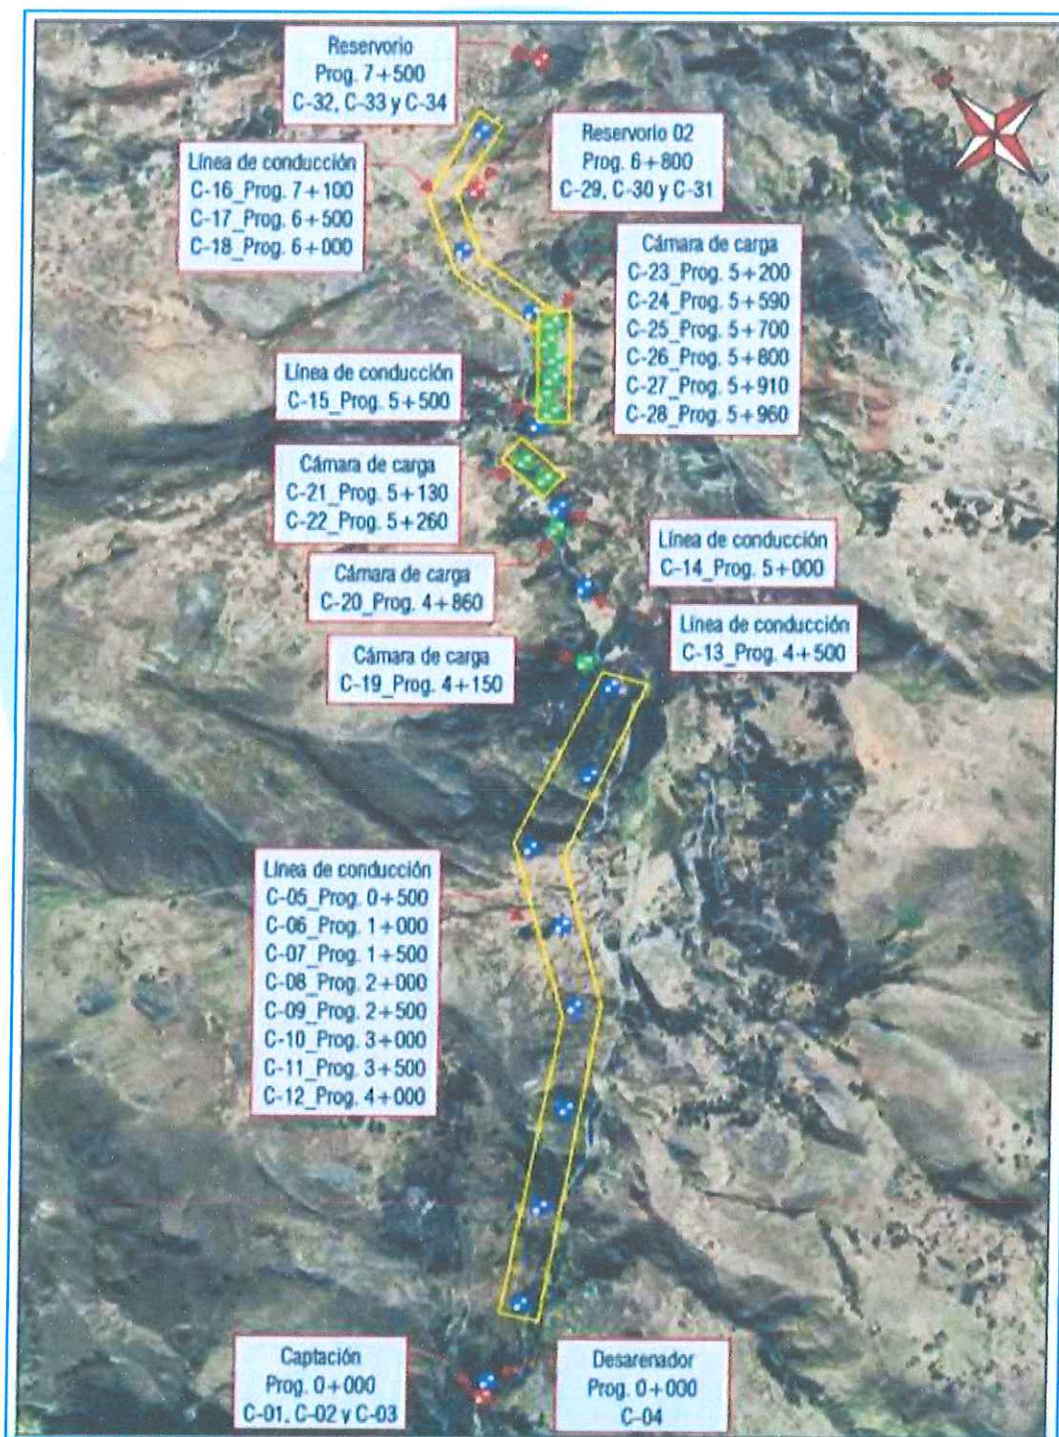 Reservorio
Prog. 7+500
C-32, C-33 y C-34
Reservorio 02
Prog. 6+800
C-29, C-30 y C-31
Línea de conducción
C-16_Prog. 7+100
C-17_Prog. 6+500
C-18_Prog. 6+000
Cámara de carga
C-23_Prog. 5+200
C-24_Prog. 5+590
C-25_Prog. 5+700
C-26_Prog. 5+800
C-27_Prog. 5+910
C-28_Prog. 5+960
Línea de conducción
C-15_Prog. 5+500
Cámara de carga
C-21_Prog. 5+130
C-22_Prog. 5+260
Línea de conducción
C-14_Prog. 5+000
Cámara de carga
C-20_Prog. 4+860
Línea de conducción
C-13_Prog. 4+500
Cámara de carga
C-19_Prog. 4+150
Línea de conducción
C-05_Prog. 0+500
C-06_Prog. 1+000
C-07_Prog. 1+500
C-08_Prog. 2+000
C-09_Prog. 2+500
C-10_Prog. 3+000
C-11_Prog. 3+500
C-12_Prog. 4+000
Captación
Prog. 0+000
C-01, C-02 y C-03
Desarenador
Prog. 0+000
C-04